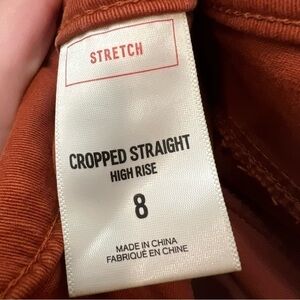 STRETCH
CROPPED STRAIGHT
HIGH RISE
8
MADE IN CHINA
FABRIQUÉ EN CHINE